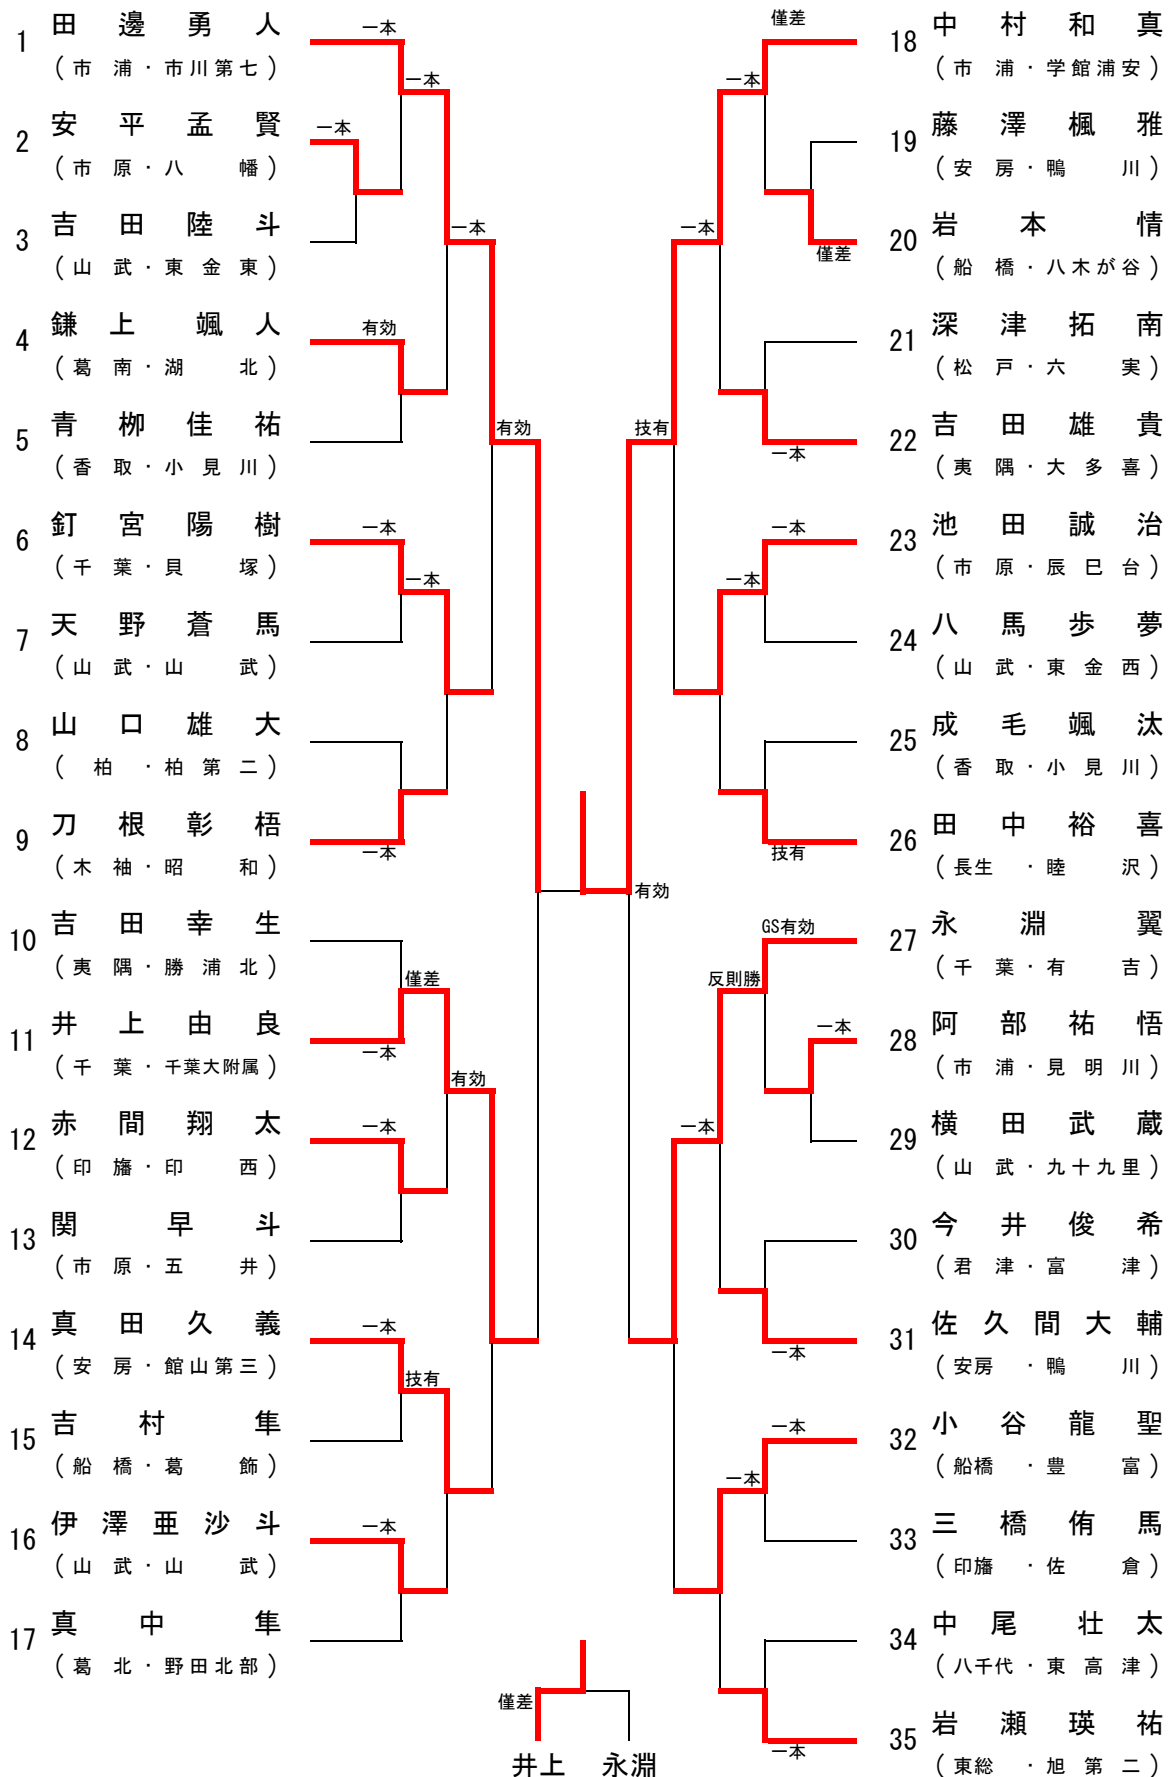 1 田邊勇人
(市浦・市川第七)
一本
2 安平孟賢
(市原・八幡)
一本
一本
3 吉田陸斗
(山武・東金東)
一本
4 鎌上颯人
(葛南・湖北)
有効
5 青栁佳祐
(香取・小見川)
有効
6 釘宮陽樹
(千葉・貝塚)
一本
一本
7 天野蒼馬
(山武・山武)
8 山口雄大
(柏・柏第二)
9 刀根彰梧
(木袖・昭和)
一本
10 吉田幸生
(夷隅・勝浦北)
僅差
11 井上由良
(千葉・千葉大附属)
一本
有効
12 赤間翔太
(印旛・印西)
一本
13 関早斗
(市原・五井)
14 真田久義
(安房・館山第三)
一本
技有
15 吉村隼
(船橋・葛飾)
16 伊澤亜沙斗
(山武・山武)
一本
17 真中隼
(葛北・野田北部)
僅差
18 中村和真
(市浦・学館浦安)
一本
19 藤澤楓雅
(安房・鴨川)
一本
20 岩本情
(船橋・八木が谷)
僅差
21 深津拓南
(松戸・六実)
技有
22 吉田雄貴
(夷隅・大多喜)
一本
23 池田誠治
(市原・辰巳台)
一本
一本
24 八馬歩夢
(山武・東金西)
25 成毛颯汰
(香取・小見川)
26 田中裕喜
(長生・睦沢)
技有
有効
27 永淵翼
(千葉・有吉)
GS有効
反則勝
28 阿部祐悟
(市浦・見明川)
一本
29 横田武蔵
(山武・九十九里)
一本
30 今井俊希
(君津・富津)
31 佐久間大輔
(安房・鴨川)
一本
32 小谷龍聖
(船橋・豊富)
一本
一本
33 三橋侑馬
(印旛・佐倉)
34 中尾壮太
(八千代・東高津)
35 岩瀬瑛祐
(東総・旭第二)
一本
僅差
井上 永淵